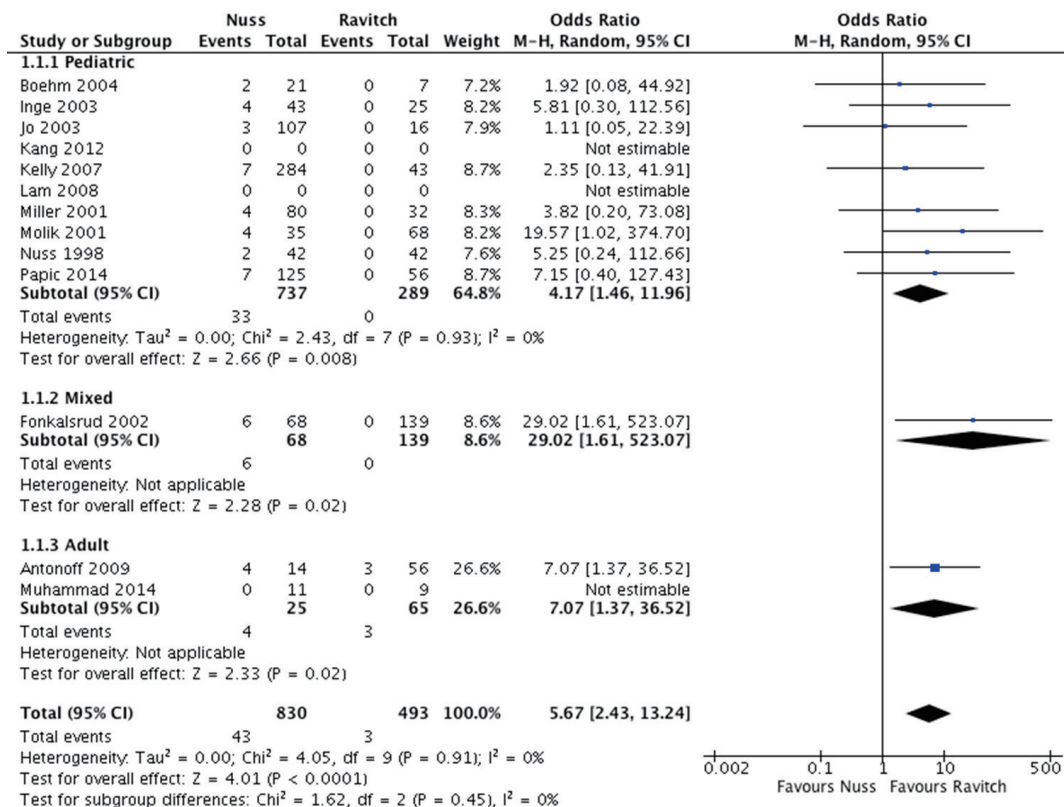 Nuss Ravitch Odds Ratio Odds Ratio
Study or Subgroup Events Total Events Total Weight M-H, Random, 95% CI M-H, Random, 95% CI
1.1.1 Pediatric
Boehm 2004 2 21 0 7 7.2% 1.92 [0.08, 44.92]
Inge 2003 4 43 0 25 8.2% 5.81 [0.30, 112.56]
Jo 2003 3 107 0 16 7.9% 1.11 [0.05, 22.39]
Kang 2012 0 0 0 0 Not estimable
Kelly 2007 7 284 0 43 8.7% 2.35 [0.13, 41.91]
Lam 2008 0 0 0 0 Not estimable
Miller 2001 4 80 0 32 8.3% 3.82 [0.20, 73.08]
Molik 2001 4 35 0 68 8.2% 19.57 [1.02, 374.70]
Nuss 1998 2 42 0 42 7.6% 5.25 [0.24, 112.66]
Papic 2014 7 125 0 56 8.7% 7.15 [0.40, 127.43]
Subtotal (95% CI) 737 289 64.8% 4.17 [1.46, 11.96]
Total events 33 0
Heterogeneity: Tau² = 0.00; Chi² = 2.43, df = 7 (P = 0.93); I² = 0%
Test for overall effect: Z = 2.66 (P = 0.008)
1.1.2 Mixed
Fonkalsrud 2002 6 68 0 139 8.6% 29.02 [1.61, 523.07]
Subtotal (95% CI) 68 139 8.6% 29.02 [1.61, 523.07]
Total events 6 0
Heterogeneity: Not applicable
Test for overall effect: Z = 2.28 (P = 0.02)
1.1.3 Adult
Antonoff 2009 4 14 3 56 26.6% 7.07 [1.37, 36.52]
Muhammad 2014 0 11 0 9 Not estimable
Subtotal (95% CI) 25 65 26.6% 7.07 [1.37, 36.52]
Total events 4 3
Heterogeneity: Not applicable
Test for overall effect: Z = 2.33 (P = 0.02)
Total (95% CI) 830 493 100.0% 5.67 [2.43, 13.24]
Total events 43 3
Heterogeneity: Tau² = 0.00; Chi² = 4.05, df = 9 (P = 0.91); I² = 0%
Test for overall effect: Z = 4.01 (P < 0.0001)
Test for subgroup differences: Chi² = 1.62, df = 2 (P = 0.45), I² = 0%
0.002 0.1 1 10 500
Favours Nuss Favours Ravitch